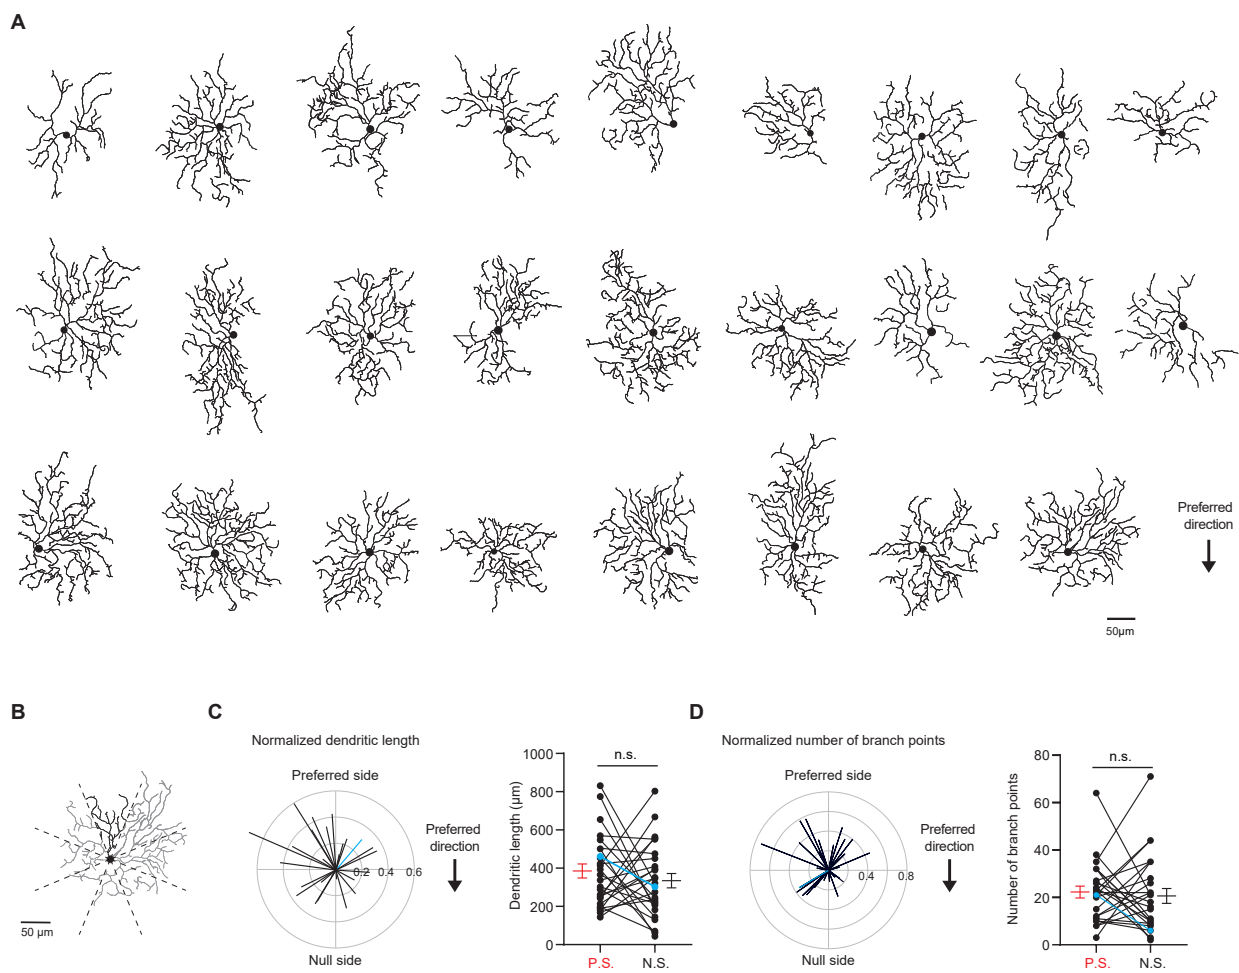 A
Preferred
direction
50µm
B
50 µm
C
Normalized dendritic length
Preferred side
0.2 0.4 0.6
Null side
Preferred
direction
Dendritic length (µm)
1000
800
600
400
200
0
n.s.
P.S. N.S.
D
Normalized number of branch points
Preferred side
0.4 0.8
Null side
Preferred
direction
Number of branch points
80
60
40
20
0
n.s.
P.S. N.S.